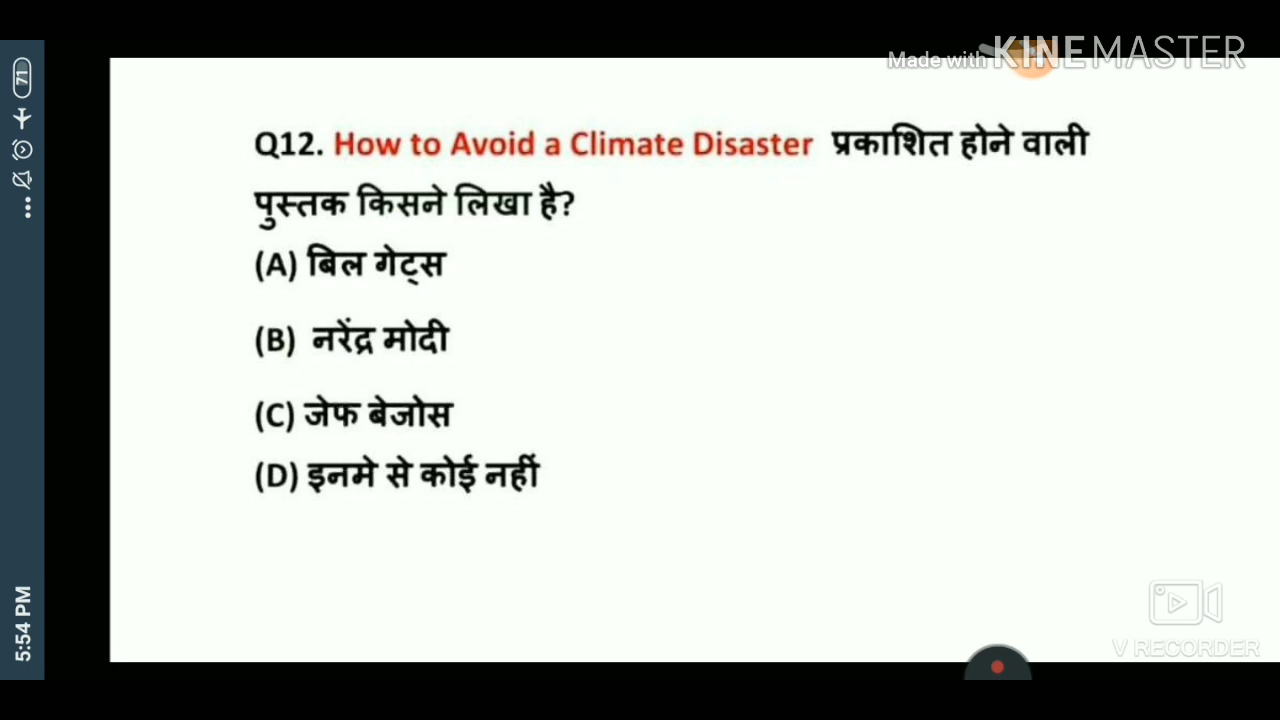 Made with KINEMASTER
71
Q12. How to Avoid a Climate Disaster प्रकाशित होने वाली
पुस्तक किसने लिखा है?
(A) बिल गेट्स
(B) नरेंद्र मोदी
(C) जेफ बेजोस
(D) इनमे से कोई नहीं
5:54 PM
V RECORDER